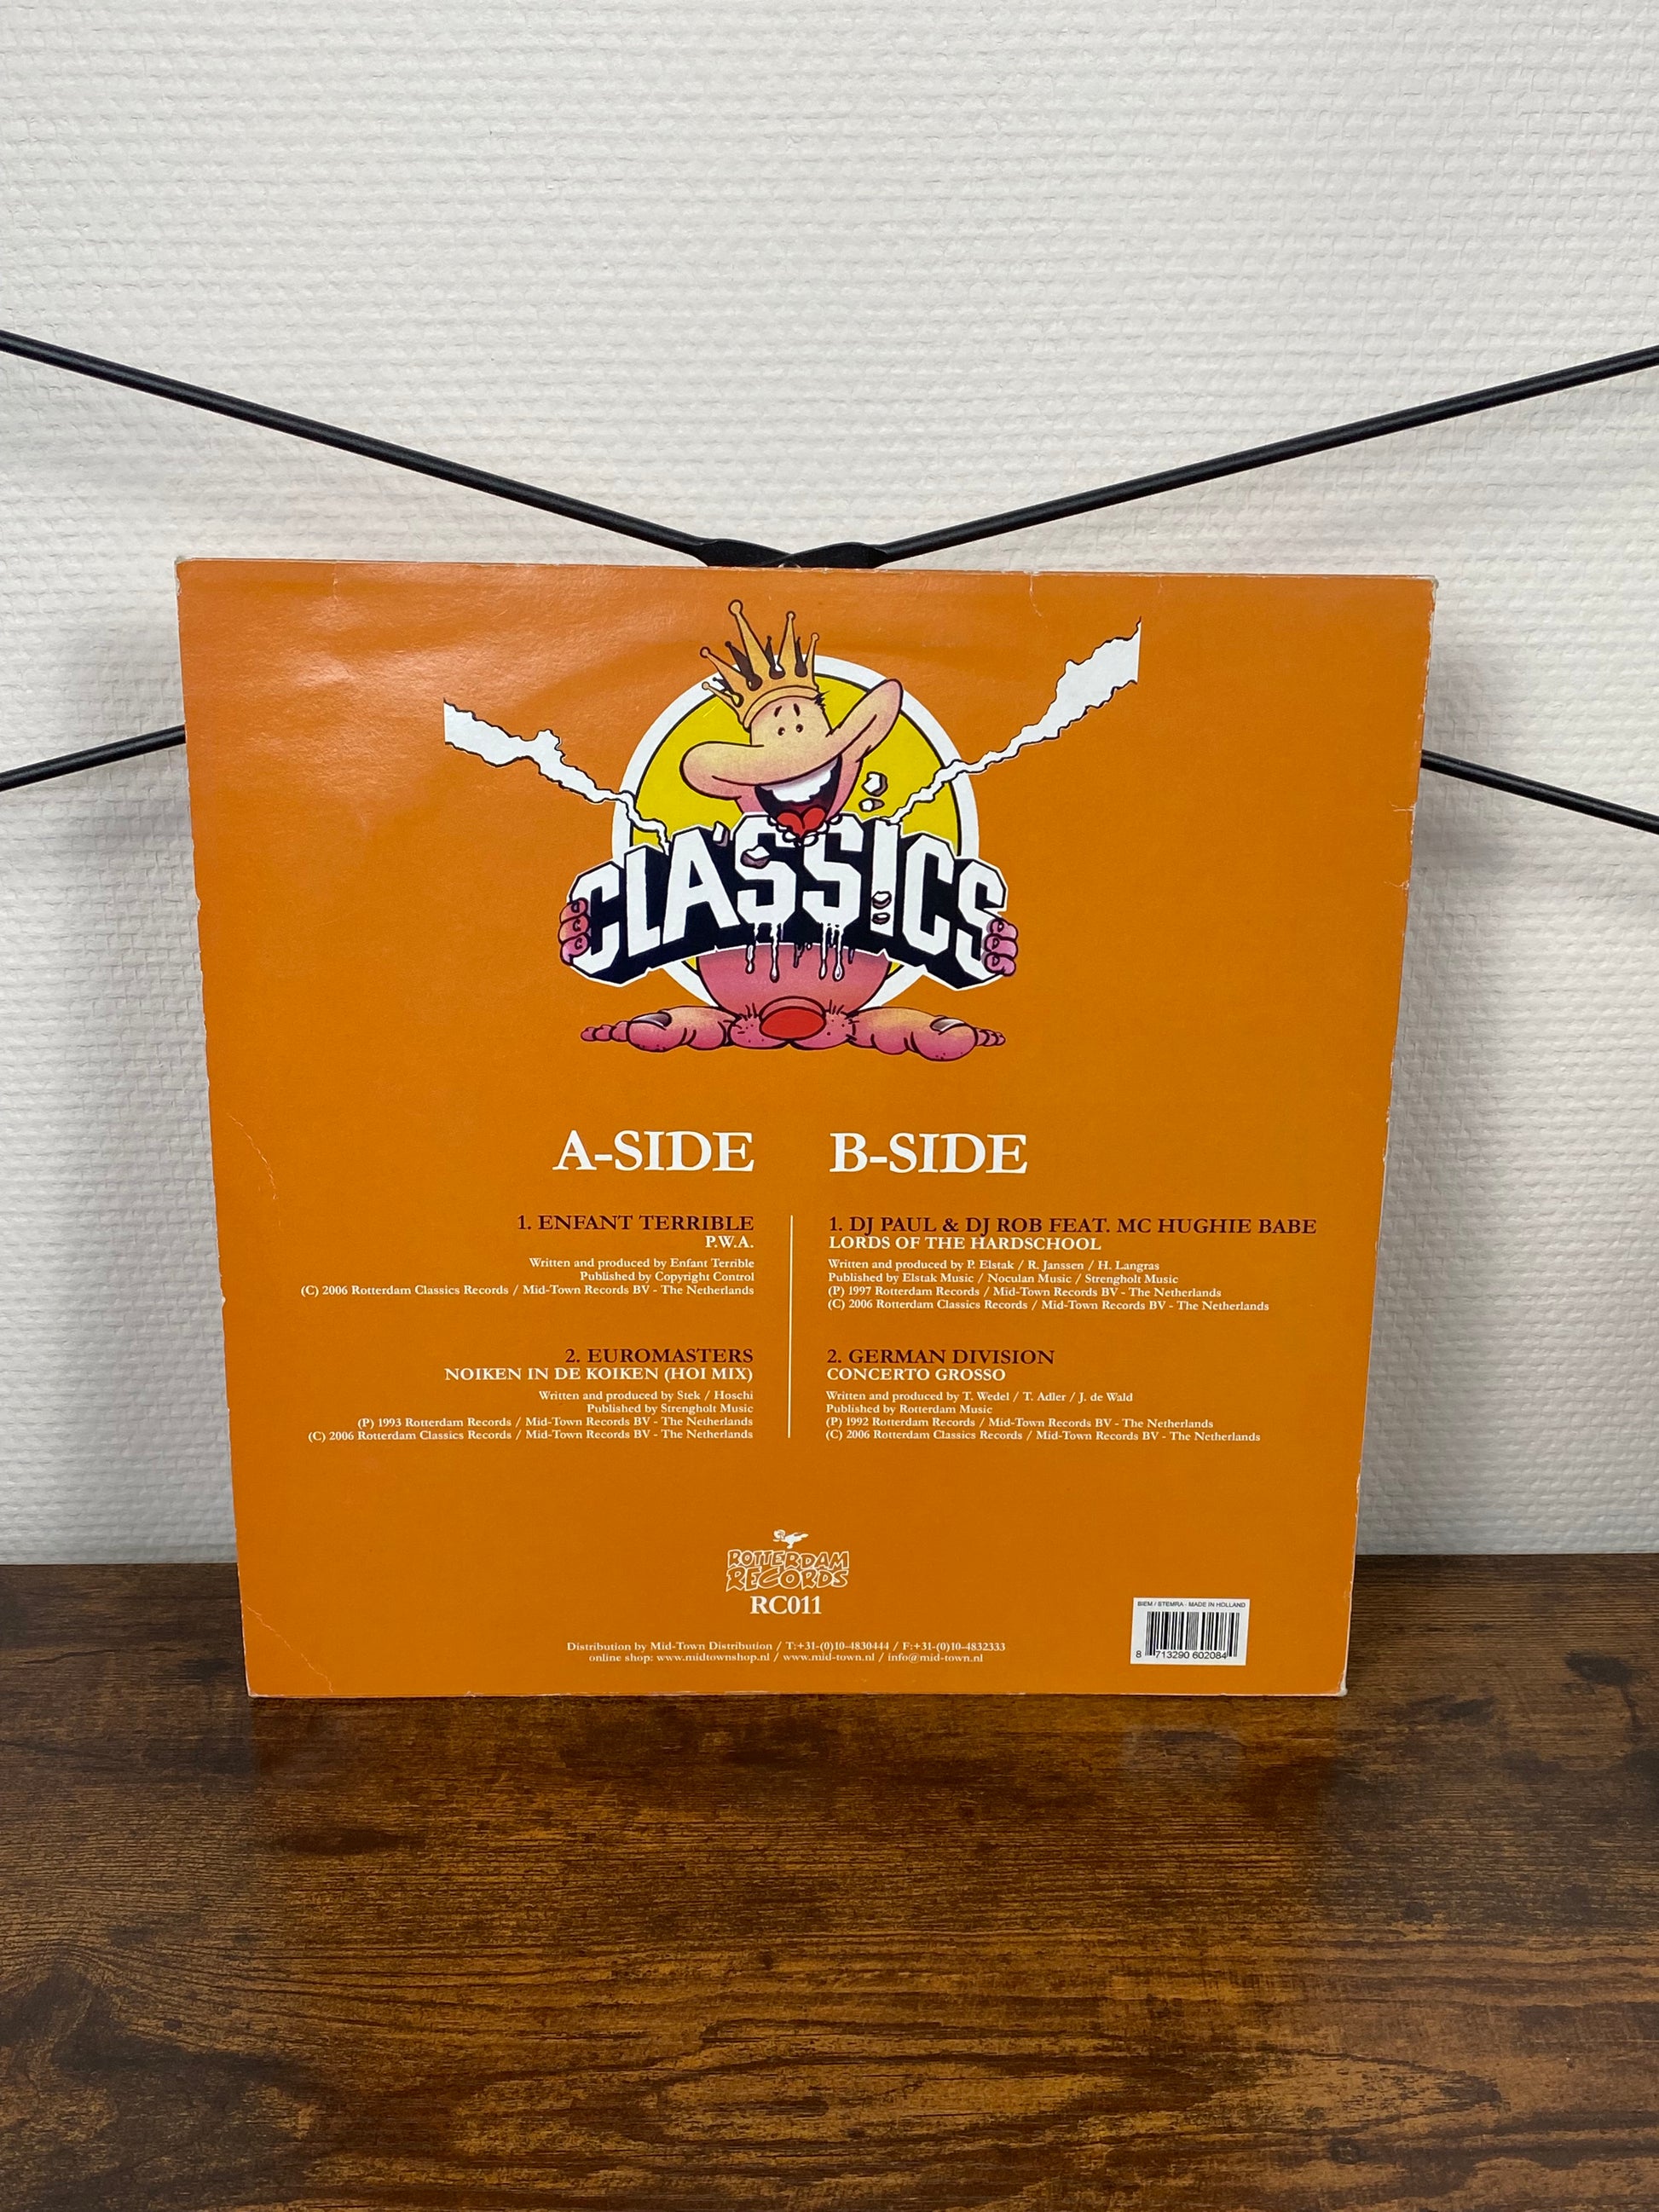 CLASSICS
A-SIDE
1. ENFANT TERRIBLE
P.W.A.
Written and produced by Enfant Terrible
Published by Copyright Control
(C) 2006 Rotterdam Classics Records / Mid-Town Records BV - The Netherlands
2. EUROMASTERS
NOIKEN IN DE KOIKEN (HOI MIX)
Written and produced by Stek / Hoschi
Published by Strengholt Music
(P) 1993 Rotterdam Records / Mid-Town Records BV - The Netherlands
(C) 2006 Rotterdam Classics Records / Mid-Town Records BV - The Netherlands
B-SIDE
1. DJ PAUL & DJ ROB FEAT. MC HUGHIE BABE
LORDS OF THE HARDSCHOOL
Written and produced by P. Elstak / R. Janssen / H. Langras
Published by Elstak Music / Noculan Music / Strengholt Music
(P) 1997 Rotterdam Records / Mid-Town Records BV - The Netherlands
(C) 2006 Rotterdam Classics Records / Mid-Town Records BV - The Netherlands
2. GERMAN DIVISION
CONCERTO GROSSO
Written and produced by T. Wedel / T. Adler / J. de Wald
Published by Rotterdam Music
(P) 1992 Rotterdam Records / Mid-Town Records BV - The Netherlands
(C) 2006 Rotterdam Classics Records / Mid-Town Records BV - The Netherlands
ROTTERDAM
RECORDS
RC011
Distribution by Mid-Town Distribution / T:+31-(0)10-4830444 / F:+31-(0)10-4832333
online shop: www.midtownshop.nl / www.mid-town.nl / info@mid-town.nl
BIEM / STEMRA - MADE IN HOLLAND
8 713290 602084